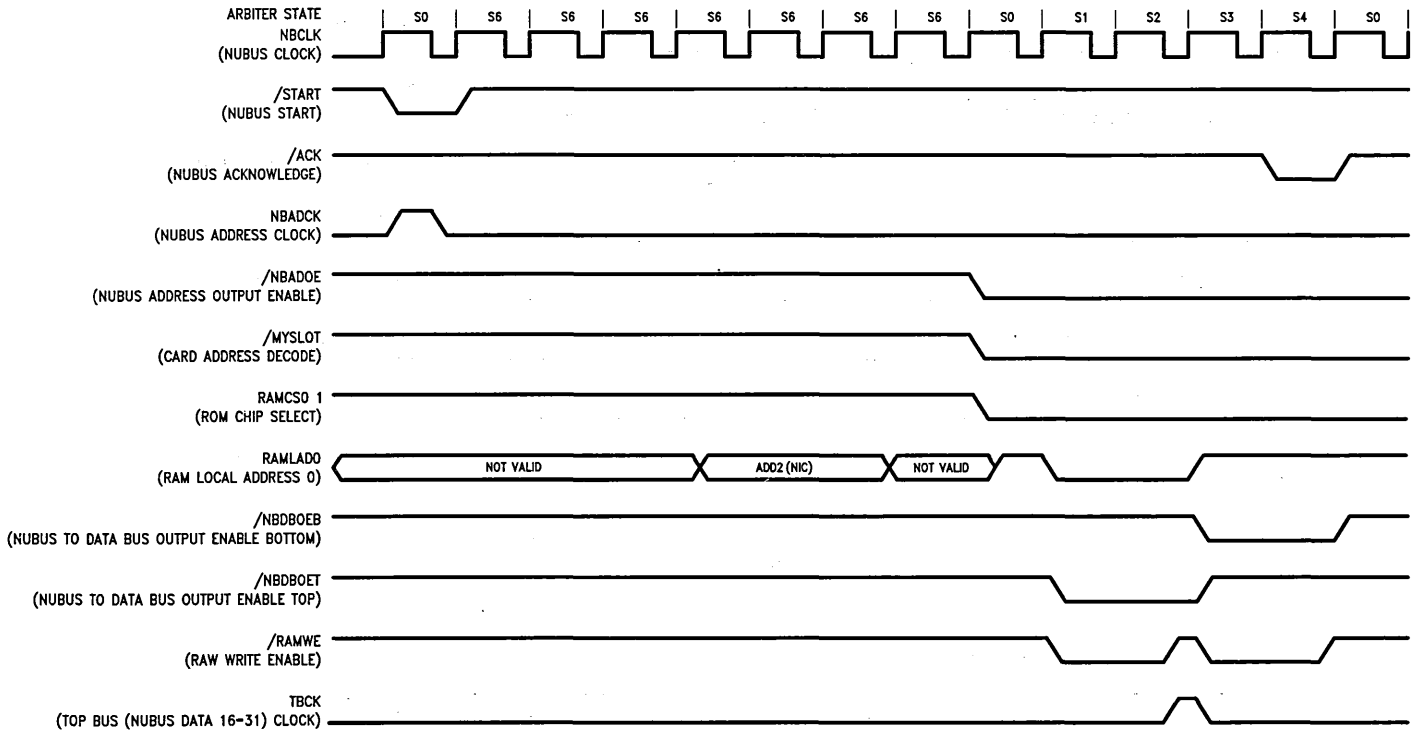 ARBITER STATE
S0 S6 S6 S6 S6 S6 S6 S6 S0 S1 S2 S3 S4 S0
NBCLK
(NUBUS CLOCK)
/START
(NUBUS START)
/ACK
(NUBUS ACKNOWLEDGE)
NBADCK
(NUBUS ADDRESS CLOCK)
/NBADOE
(NUBUS ADDRESS OUTPUT ENABLE)
/MYSLOT
(CARD ADDRESS DECODE)
RAMCS0 1
(ROM CHIP SELECT)
RAMLAD0
(RAM LOCAL ADDRESS 0)
NOT VALID ADD2 (NIC) NOT VALID
/NBDBOEB
(NUBUS TO DATA BUS OUTPUT ENABLE BOTTOM)
/NBDBOET
(NUBUS TO DATA BUS OUTPUT ENABLE TOP)
/RAMWE
(RAW WRITE ENABLE)
TBCK
(TOP BUS (NUBUS DATA 16-31) CLOCK)